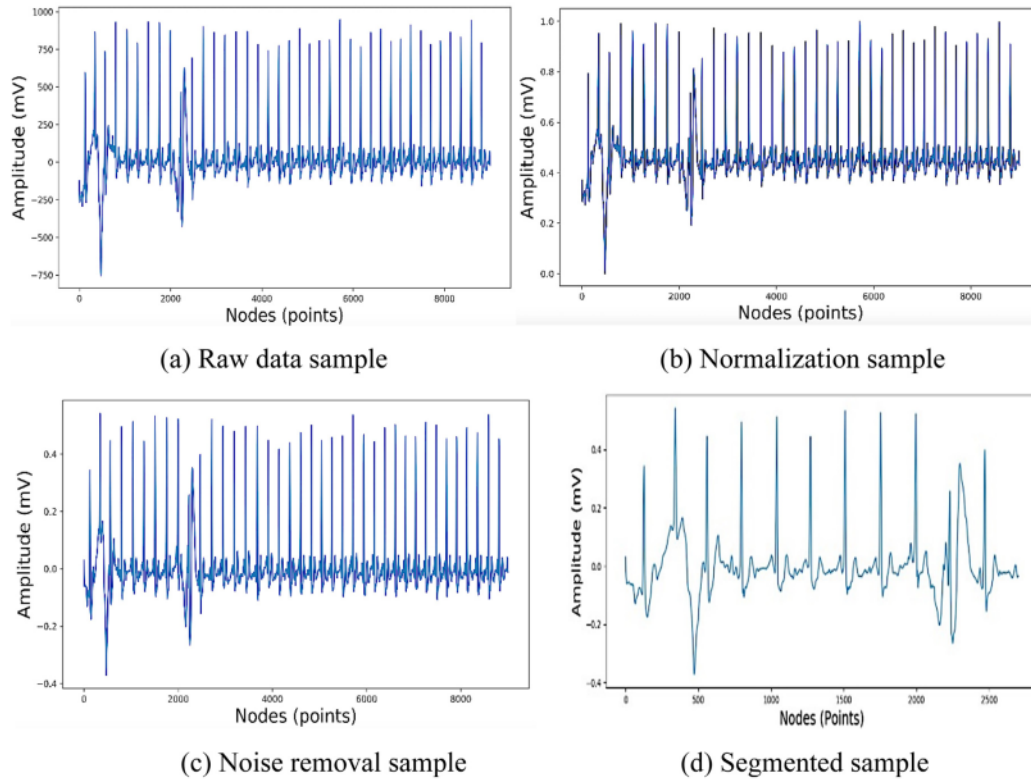 1000
750
500
250
0
−250
−500
−750
Amplitude (mV)
0 2000 4000 6000 8000
Nodes (points)
(a) Raw data sample
1.0
0.8
0.6
0.4
0.2
0.0
Amplitude (mV)
0 2000 4000 6000 8000
Nodes (points)
(b) Normalization sample
0.4
0.2
0.0
−0.2
−0.4
Amplitude (mV)
0 2000 4000 6000 8000
Nodes (points)
(c) Noise removal sample
0.4
0.2
0.0
−0.2
−0.4
Amplitude (mV)
0 500 1000 1500 2000 2500
Nodes (Points)
(d) Segmented sample